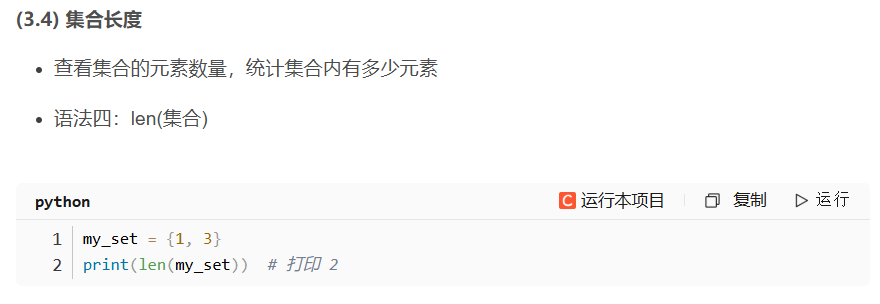 (3.4) 集合长度
查看集合的元素数量，统计集合内有多少元素
语法四：len(集合)
python
C 运行本项目 复制 运行
1 my_set = {1, 3}
2 print(len(my_set))  # 打印 2